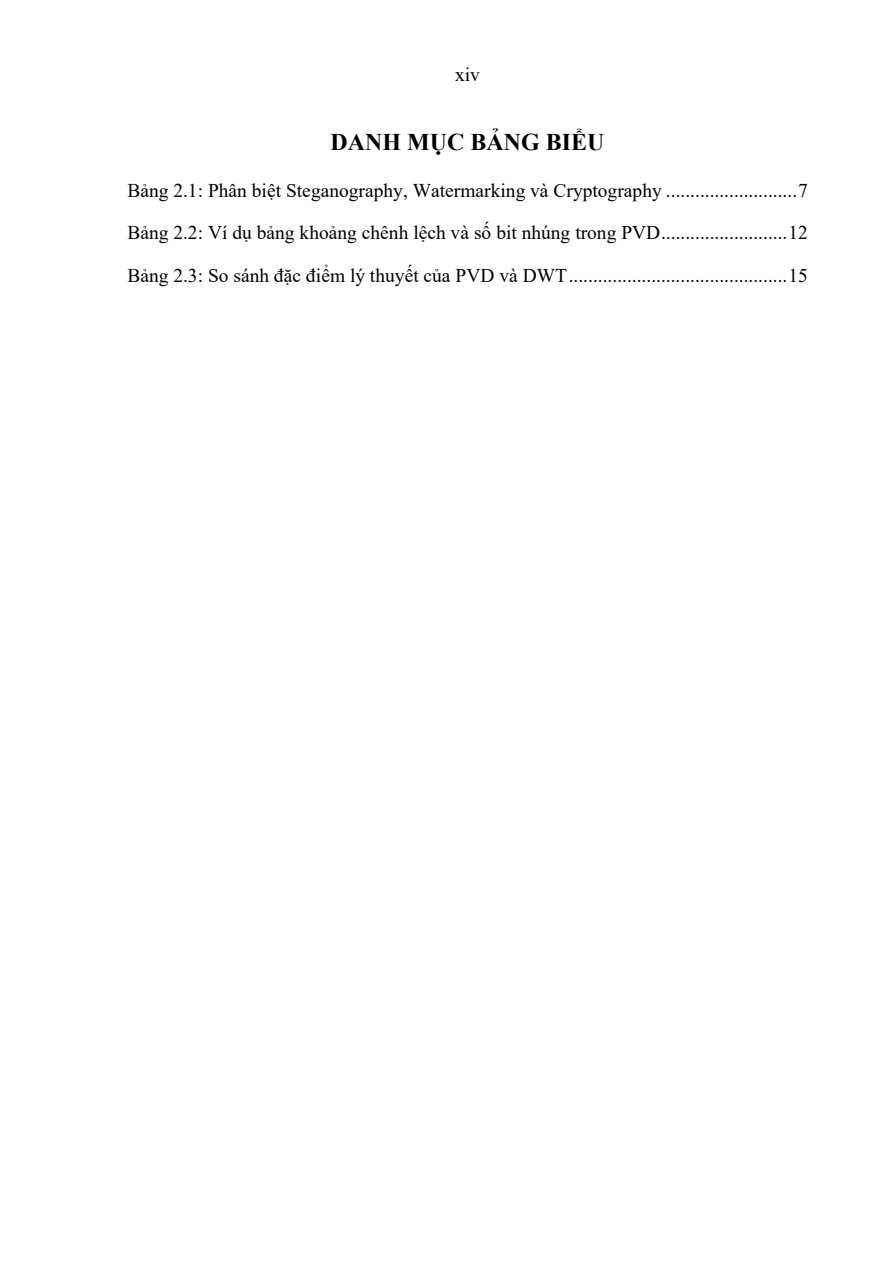 xiv
DANH MỤC BẢNG BIỂU
Bảng 2.1: Phân biệt Steganography, Watermarking và Cryptography ...........................7
Bảng 2.2: Ví dụ bảng khoảng chênh lệch và số bit nhúng trong PVD..........................12
Bảng 2.3: So sánh đặc điểm lý thuyết của PVD và DWT.............................................15